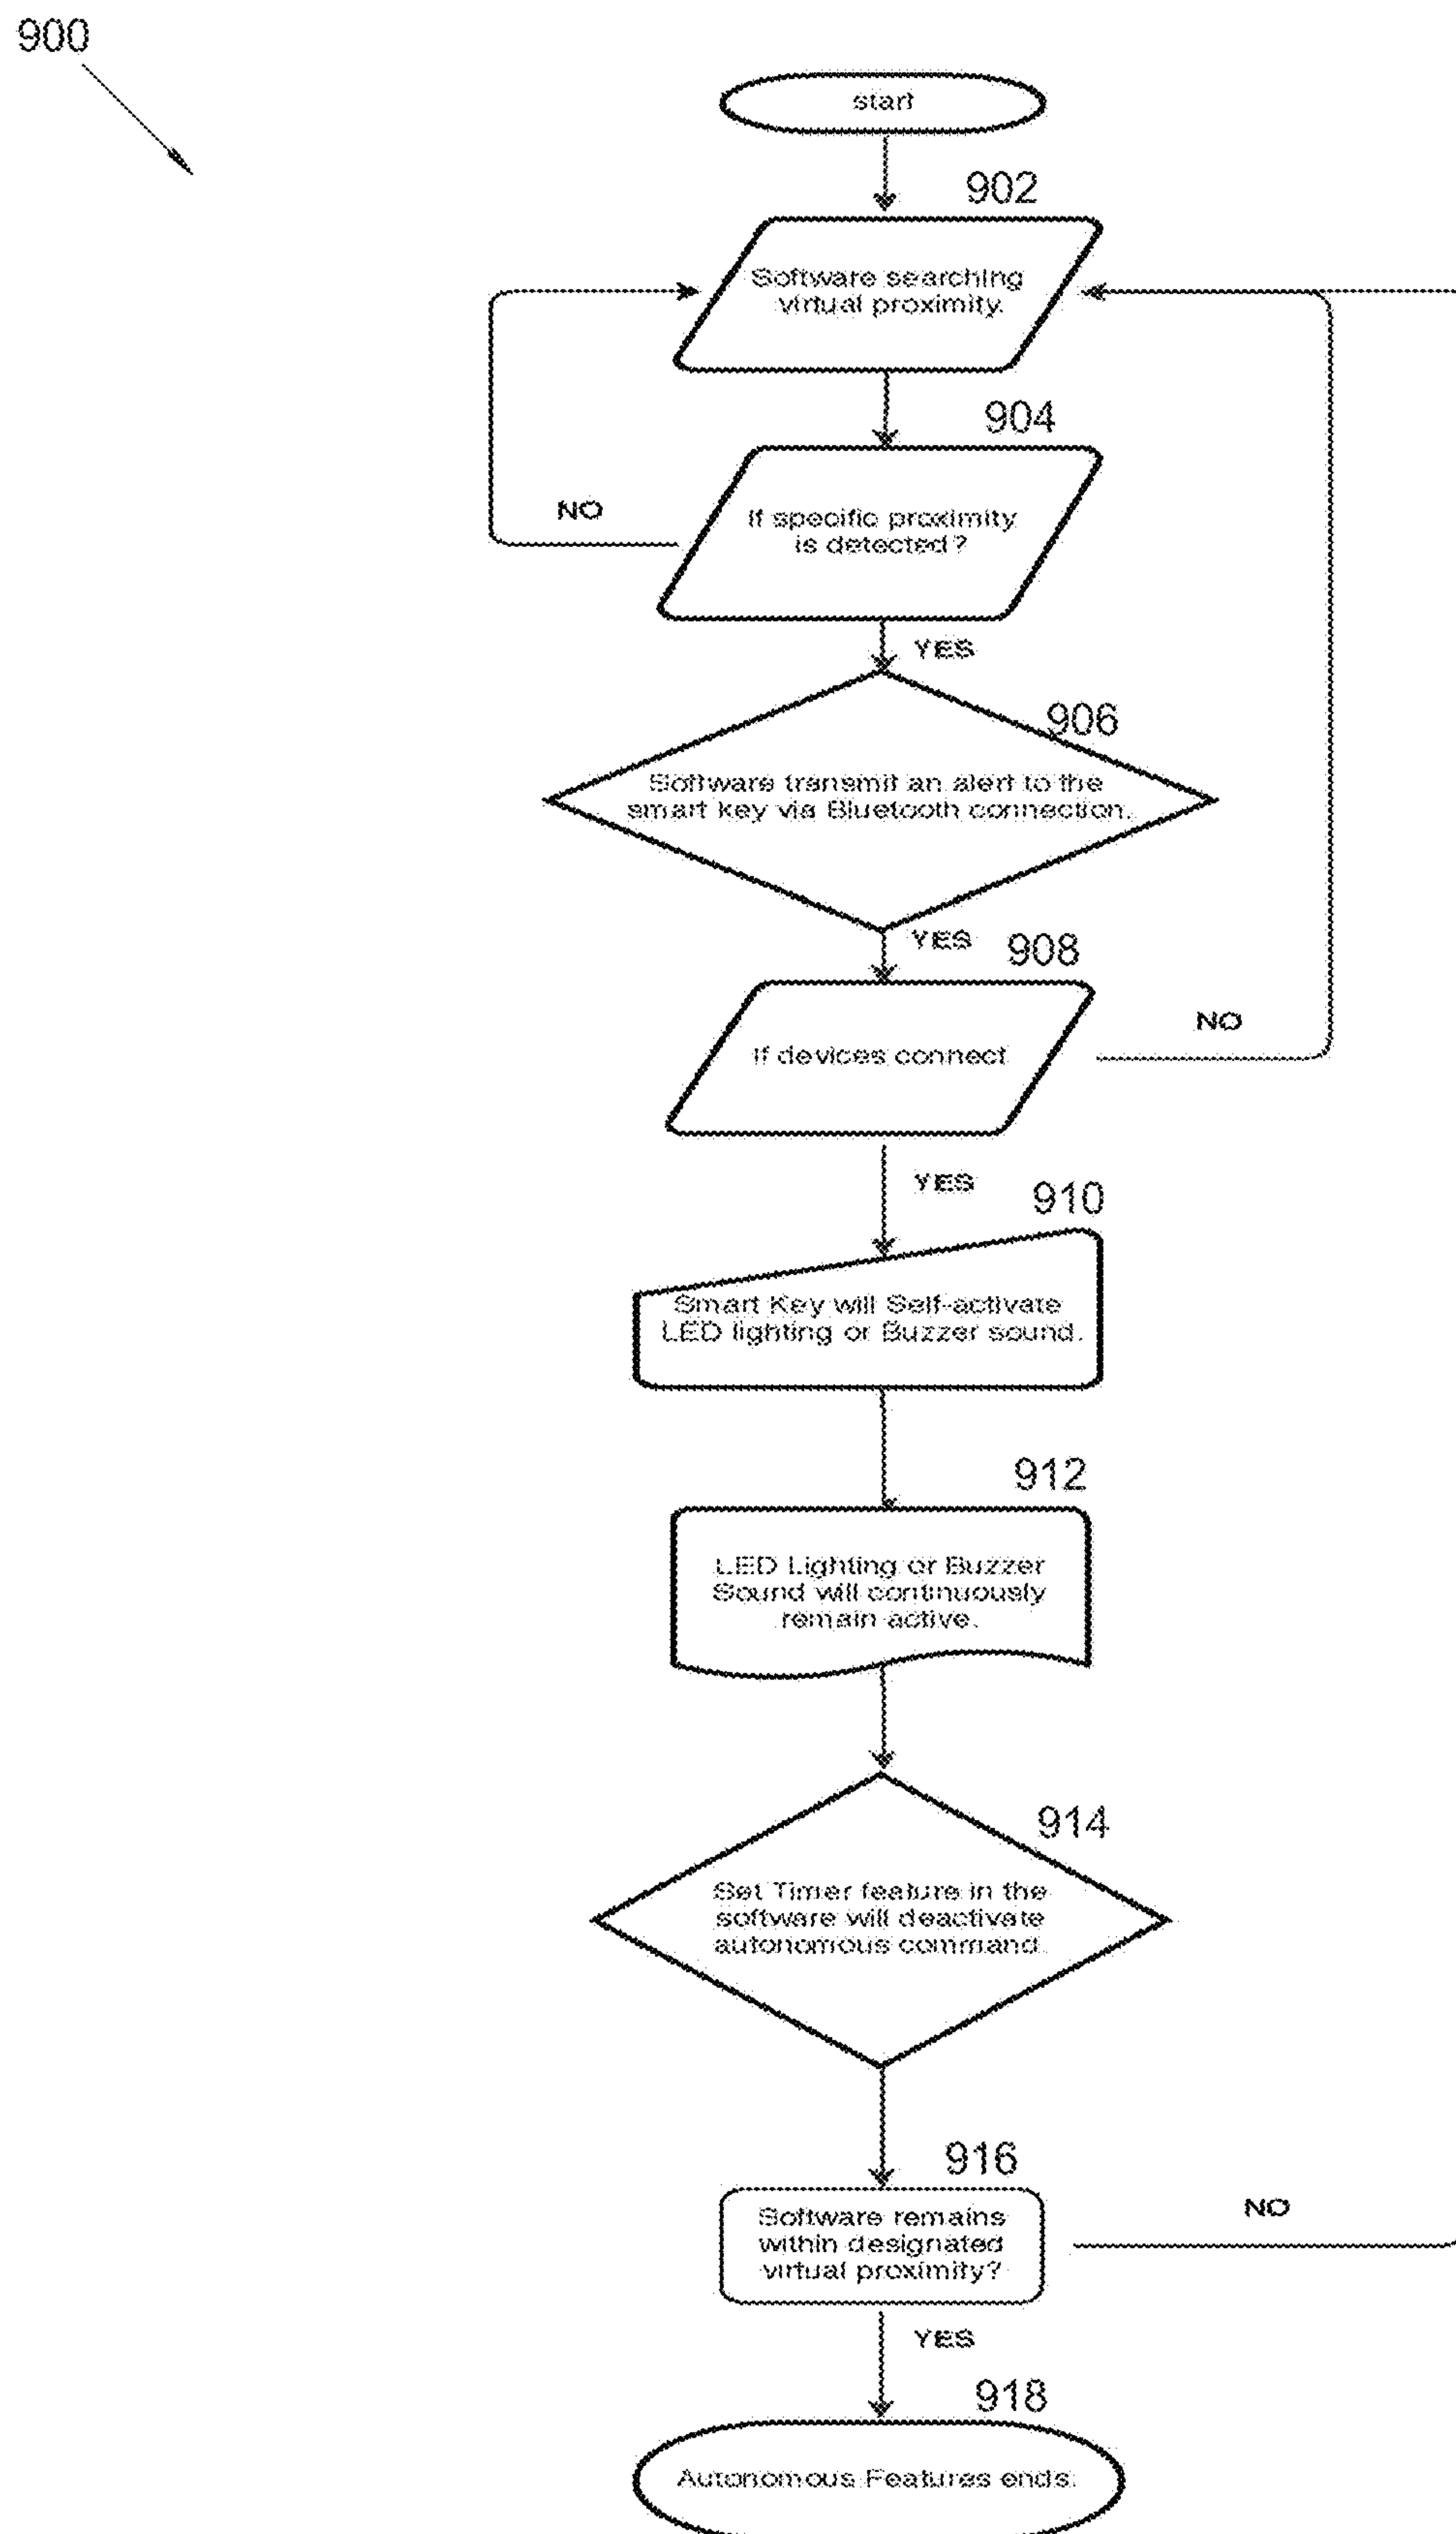 900
start
902
Software searching
virtual proximity.
904
NO
If specific proximity
is detected?
YES
906
Software transmit an alert to the
smart key via Bluetooth connection.
YES
908
If devices connect
NO
YES
910
Smart Key will Self-activate
LED lighting or Buzzer sound.
912
LED Lighting or Buzzer
Sound will continuously
remain active.
914
Set Timer feature in the
software will deactivate
autonomous command.
916
Software remains
within designated
virtual proximity?
NO
YES
918
Autonomous Features ends.